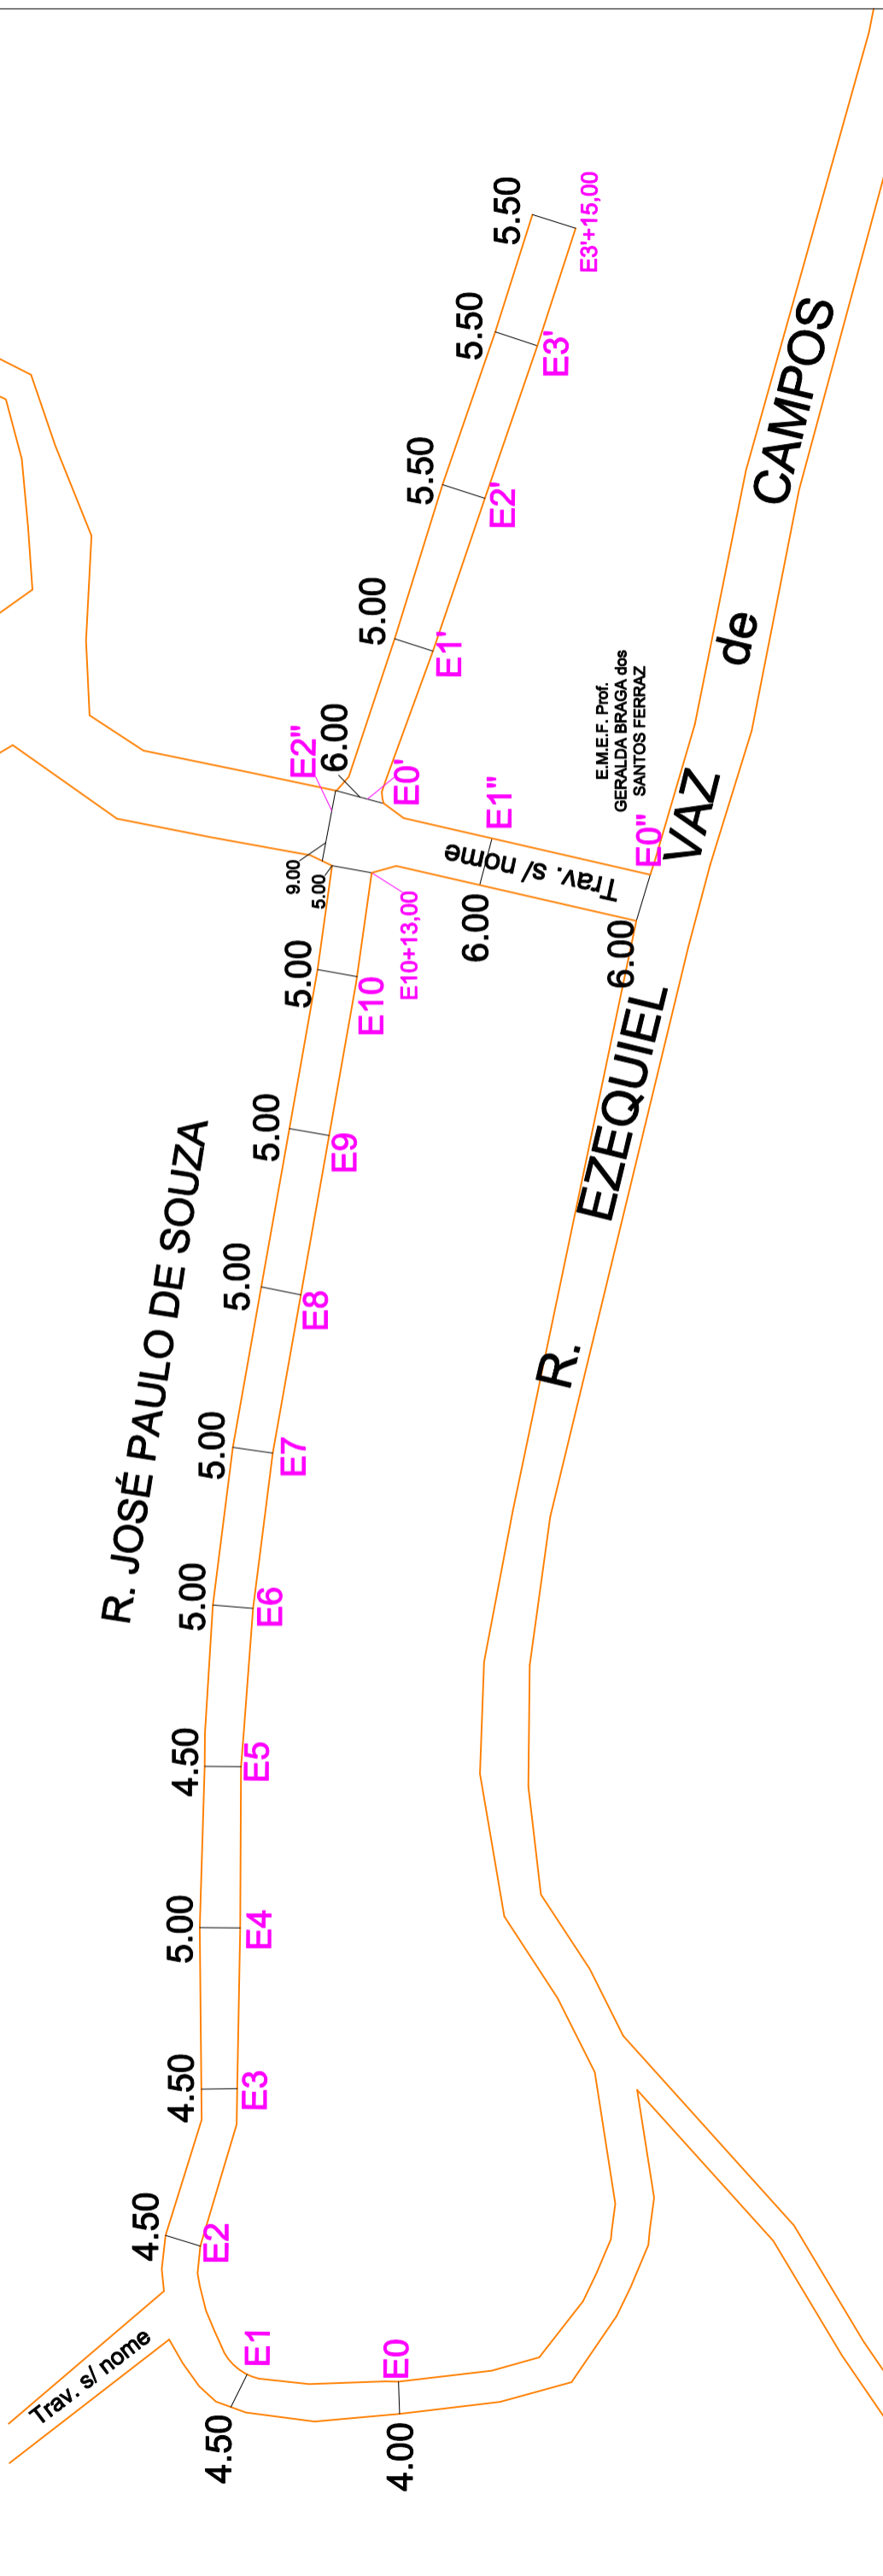 5.50
E3'+15,00
5.50
E3'
5.50
E2'
5.00
E1'
E2"
6.00
E0'
9.00
5.00
E10+13,00
E1"
Trav. s/ nome
6.00
E.M.E.F. Prof.
GERALDA BRAGA dos
SANTOS FERRAZ
E0"
6.00
R. EZEQUIEL VAZ de CAMPOS
R. JOSÉ PAULO DE SOUZA
5.00
E10
5.00
E9
5.00
E8
5.00
E7
5.00
E6
4.50
E5
5.00
E4
4.50
E3
4.50
E2
Trav. s/ nome
4.50
E1
4.00
E0